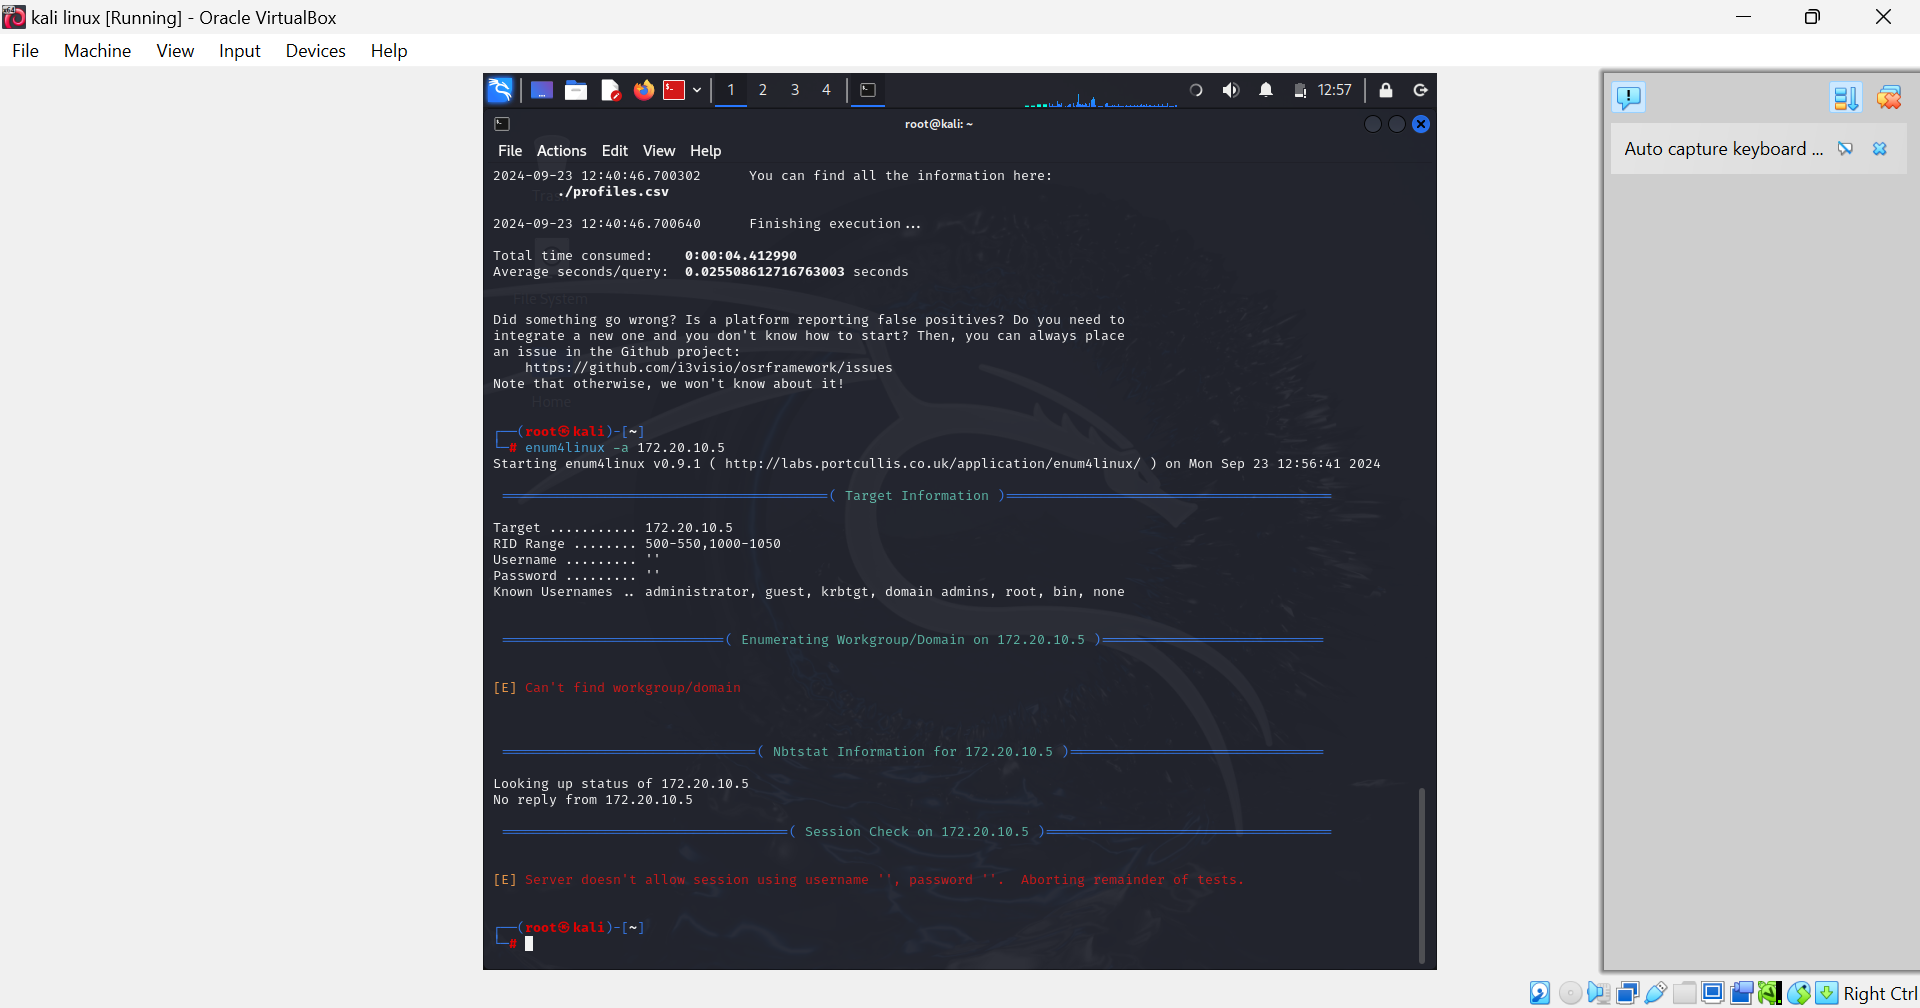 kali linux [Running] - Oracle VirtualBox
File Machine View Input Devices Help
1 2 3 4 12:57
root@kali: ~
File Actions Edit View Help
2024-09-23 12:40:46.700302 You can find all the information here:
./profiles.csv
2024-09-23 12:40:46.700640 Finishing execution...
Total time consumed: 0:00:04.412990
Average seconds/query: 0.025508612716763003 seconds
File System
Did something go wrong? Is a platform reporting false positives? Do you need to
integrate a new one and you don't know how to start? Then, you can always place
an issue in the Github project:
https://github.com/i3visio/osrframework/issues
Note that otherwise, we won't know about it!
Home
(root㉿kali)-[~]
# enum4linux -a 172.20.10.5
Starting enum4linux v0.9.1 ( http://labs.portcullis.co.uk/application/enum4linux/ ) on Mon Sep 23 12:56:41 2024
( Target Information )
Target ........... 172.20.10.5
RID Range ........ 500-550,1000-1050
Username ......... ''
Password ......... ''
Known Usernames .. administrator, guest, krbtgt, domain admins, root, bin, none
( Enumerating Workgroup/Domain on 172.20.10.5 )
[E] Can't find workgroup/domain
( Nbtstat Information for 172.20.10.5 )
Looking up status of 172.20.10.5
No reply from 172.20.10.5
( Session Check on 172.20.10.5 )
[E] Server doesn't allow session using username '', password ''. Aborting remainder of tests.
(root㉿kali)-[~]
#
Auto capture keyboard ...
Right Ctrl